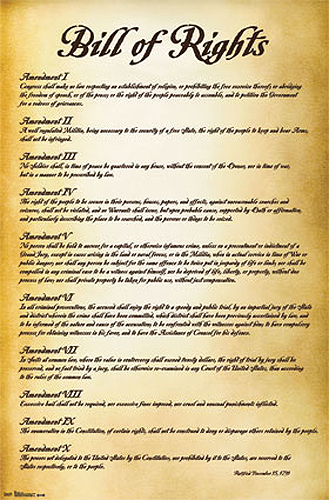 Bill of Rights
Amendment I
Congress shall make no law respecting an establishment of religion, or prohibiting the free exercise thereof; or abridging
the freedom of speech, or of the press; or the right of the people peaceably to assemble, and to petition the Government
for a redress of grievances.
Amendment II
A well regulated Militia, being necessary to the security of a free State, the right of the people to keep and bear Arms,
shall not be infringed.
Amendment III
No Soldier shall, in time of peace be quartered in any house, without the consent of the Owner, nor in time of war,
but in a manner to be prescribed by law.
Amendment IV
The right of the people to be secure in their persons, houses, papers, and effects, against unreasonable searches and
seizures, shall not be violated, and no Warrants shall issue, but upon probable cause, supported by Oath or affirmation,
and particularly describing the place to be searched, and the persons or things to be seized.
Amendment V
No person shall be held to answer for a capital, or otherwise infamous crime, unless on a presentment or indictment of a
Grand Jury, except in cases arising in the land or naval forces, or in the Militia, when in actual service in time of War or
public danger; nor shall any person be subject for the same offence to be twice put in jeopardy of life or limb; nor shall be
compelled in any criminal case to be a witness against himself, nor be deprived of life, liberty, or property, without due
process of law; nor shall private property be taken for public use, without just compensation.
Amendment VI
In all criminal prosecutions, the accused shall enjoy the right to a speedy and public trial, by an impartial jury of the State
and district wherein the crime shall have been committed, which district shall have been previously ascertained by law, and
to be informed of the nature and cause of the accusation; to be confronted with the witnesses against him; to have compulsory
process for obtaining witnesses in his favor, and to have the Assistance of Counsel for his defence.
Amendment VII
In Suits at common law, where the value in controversy shall exceed twenty dollars, the right of trial by jury shall be
preserved, and no fact tried by a jury, shall be otherwise re-examined in any Court of the United States, than according
to the rules of the common law.
Amendment VIII
Excessive bail shall not be required, nor excessive fines imposed, nor cruel and unusual punishments inflicted.
Amendment IX
The enumeration in the Constitution, of certain rights, shall not be construed to deny or disparage others retained by the people.
Amendment X
The powers not delegated to the United States by the Constitution, nor prohibited by it to the States, are reserved to the
States respectively, or to the people.
Ratified December 15, 1791